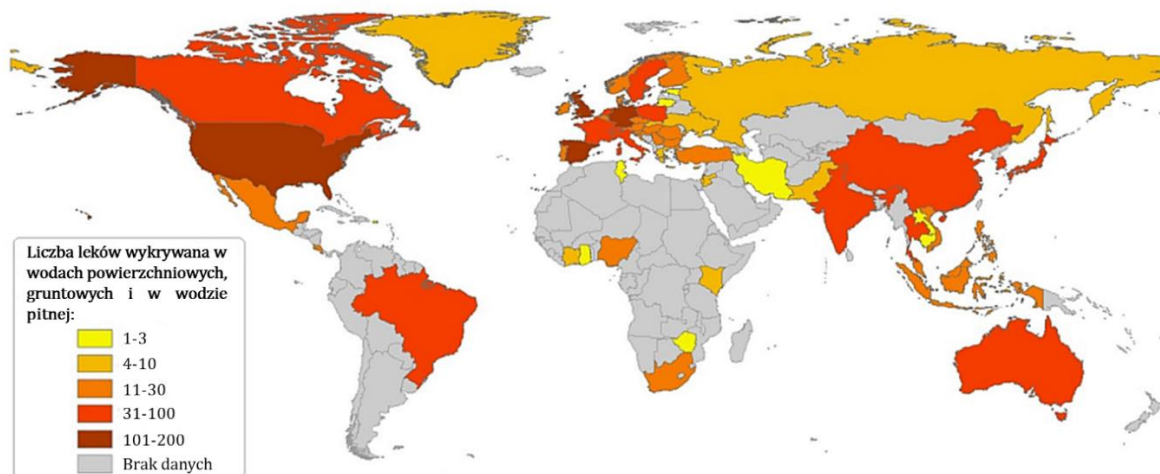 Liczba leków wykrywana w
wodach powierzchniowych,
gruntowych i w wodzie
pitnej:
1-3
4-10
11-30
31-100
101-200
Brak danych